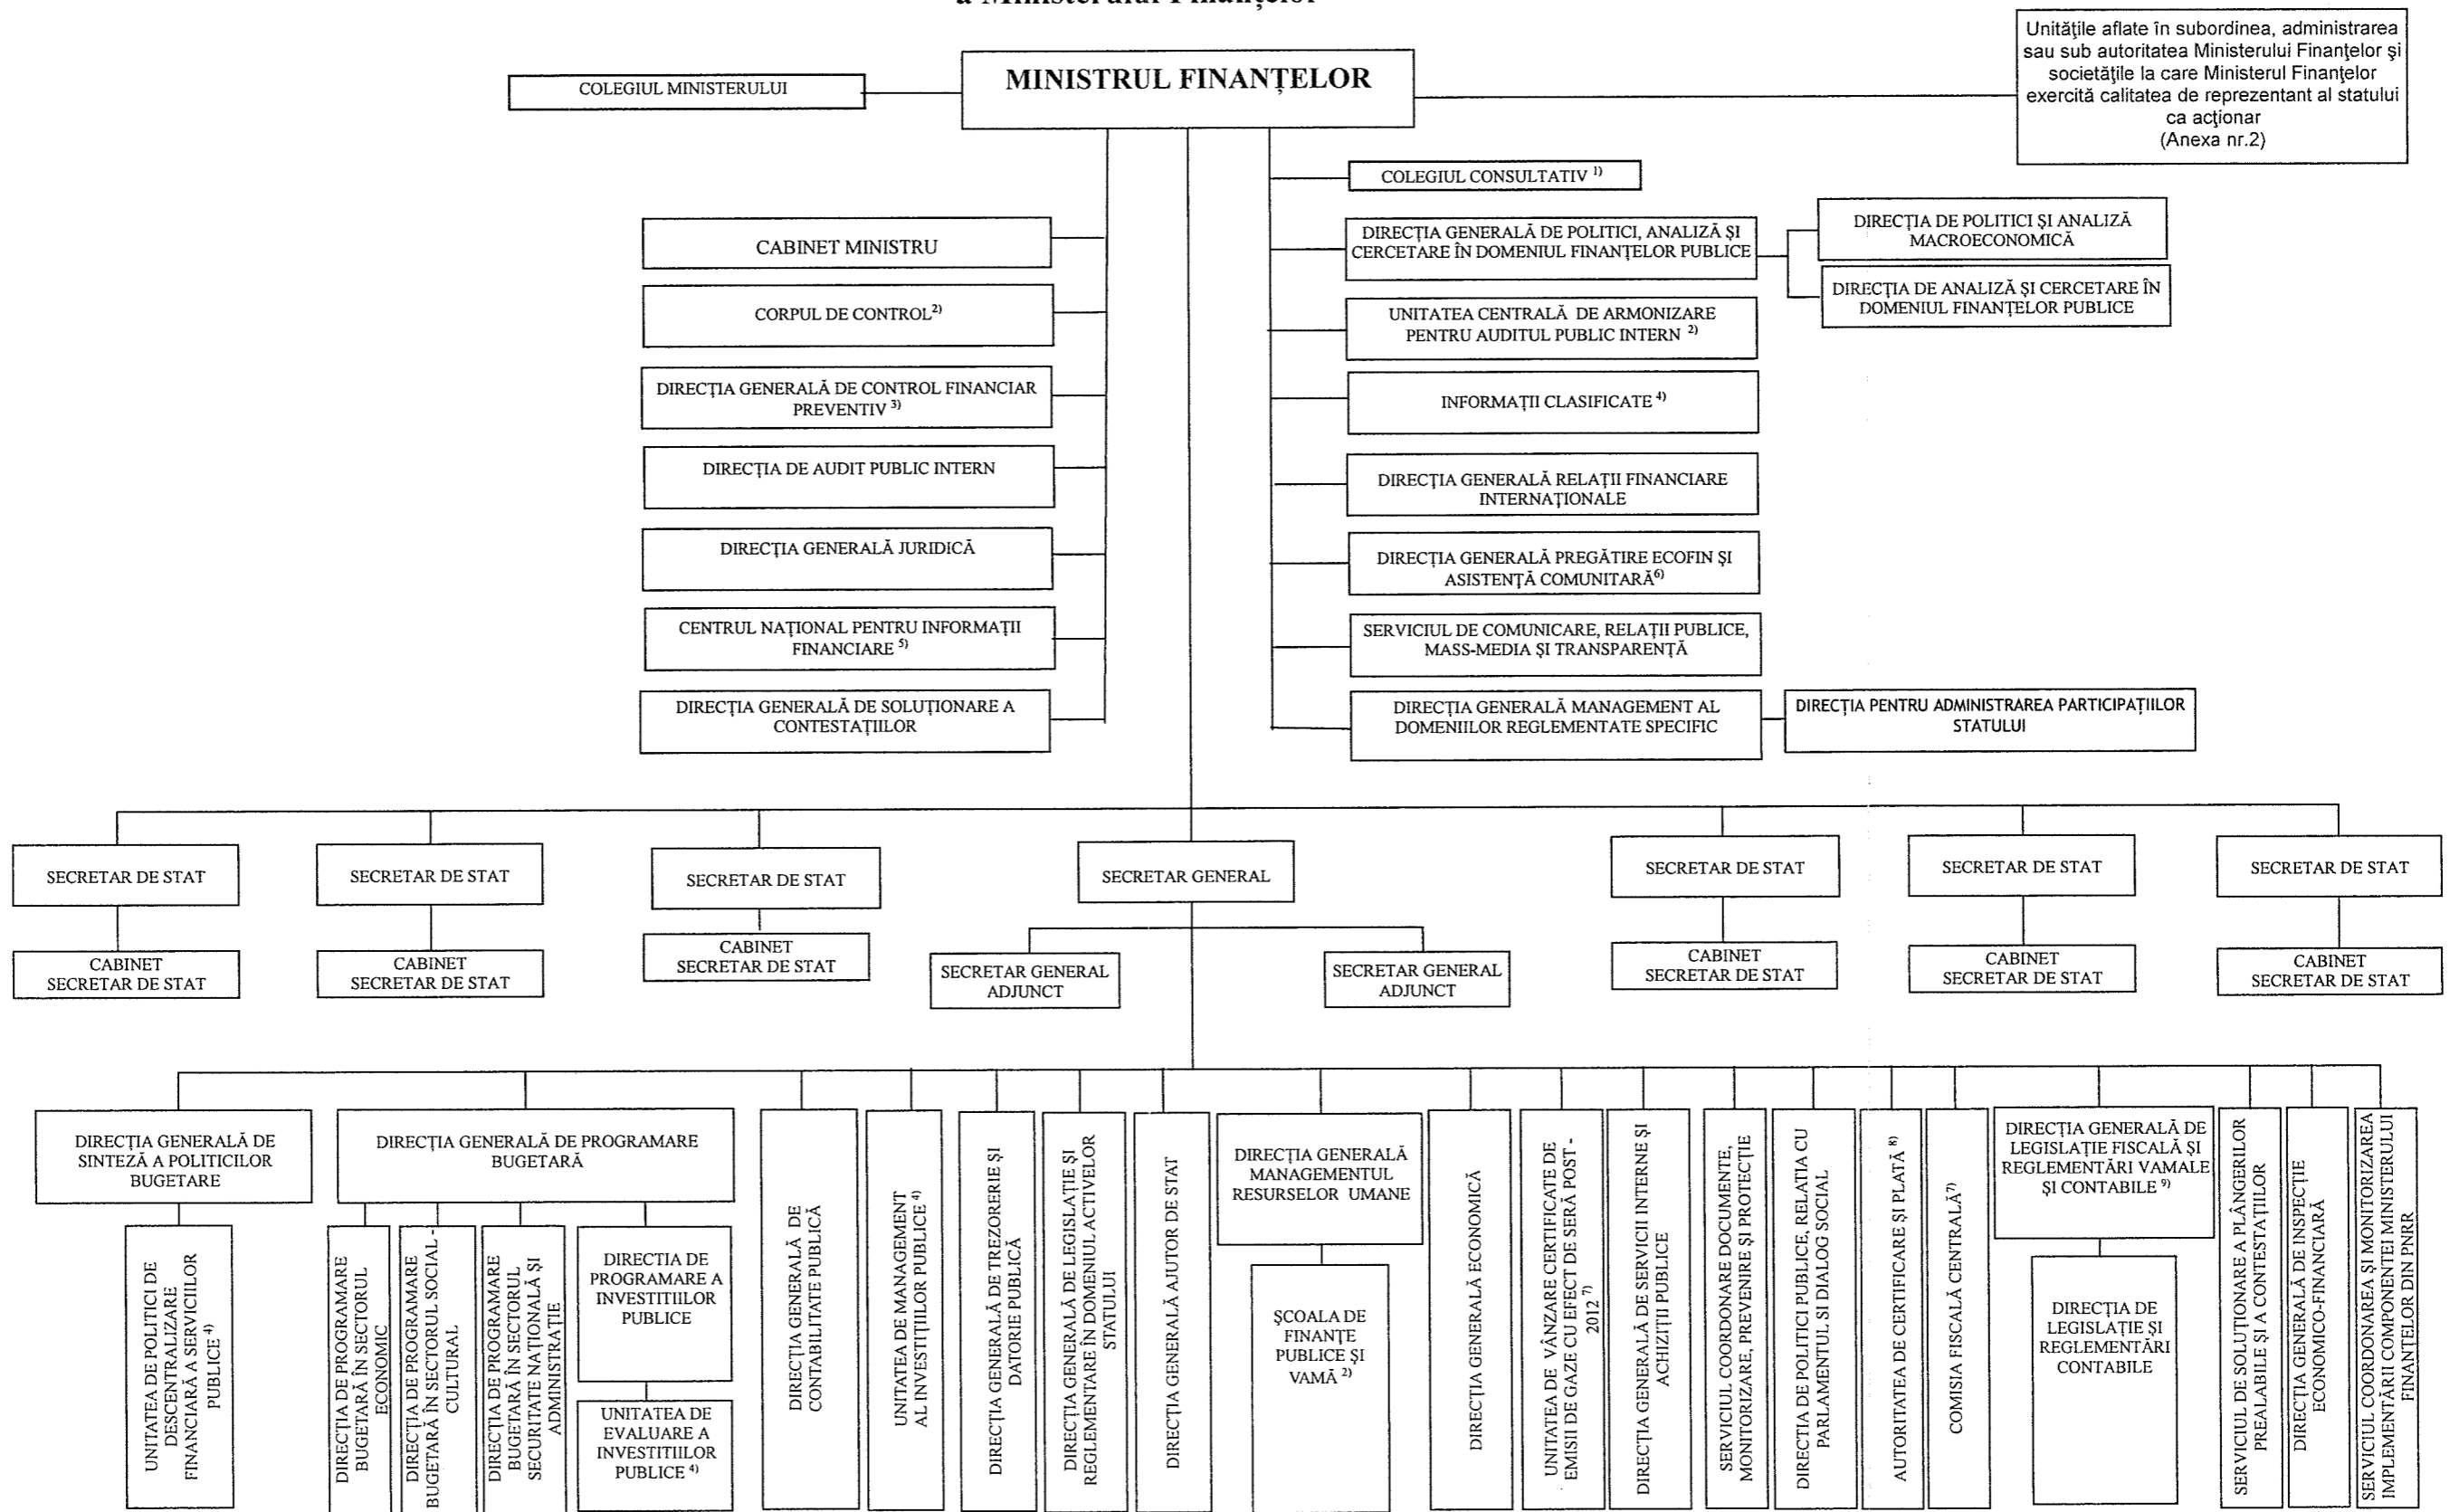 a Ministerului Finanțelor
Unităţile aflate în subordinea, administrarea
sau sub autoritatea Ministerului Finanţelor şi
societăţile la care Ministerul Finanţelor
exercită calitatea de reprezentant al statului
ca acţionar
(Anexa nr.2)
MINISTRUL FINANȚELOR
COLEGIUL MINISTERULUI
COLEGIUL CONSULTATIV 1)
CABINET MINISTRU
CORPUL DE CONTROL2)
DIRECȚIA GENERALĂ DE CONTROL FINANCIAR
PREVENTIV 3)
DIRECȚIA DE AUDIT PUBLIC INTERN
DIRECȚIA GENERALĂ JURIDICĂ
CENTRUL NAȚIONAL PENTRU INFORMAȚII
FINANCIARE 5)
DIRECȚIA GENERALĂ DE SOLUȚIONARE A
CONTESTAȚIILOR
DIRECȚIA GENERALĂ DE POLITICI, ANALIZĂ ȘI
CERCETARE ÎN DOMENIUL FINANȚELOR PUBLICE
DIRECȚIA DE POLITICI ȘI ANALIZĂ
MACROECONOMICĂ
DIRECȚIA DE ANALIZĂ ȘI CERCETARE ÎN
DOMENIUL FINANȚELOR PUBLICE
UNITATEA CENTRALĂ DE ARMONIZARE
PENTRU AUDITUL PUBLIC INTERN 2)
INFORMAȚII CLASIFICATE 4)
DIRECȚIA GENERALĂ RELAȚII FINANCIARE
INTERNAȚIONALE
DIRECȚIA GENERALĂ PREGĂTIRE ECOFIN ȘI
ASISTENȚĂ COMUNITARĂ6)
SERVICIUL DE COMUNICARE, RELAȚII PUBLICE,
MASS-MEDIA ȘI TRANSPARENȚĂ
DIRECȚIA GENERALĂ MANAGEMENT AL
DOMENIILOR REGLEMENTATE SPECIFIC
DIRECȚIA PENTRU ADMINISTRAREA PARTICIPAȚIILOR
STATULUI
SECRETAR DE STAT
SECRETAR DE STAT
SECRETAR DE STAT
SECRETAR GENERAL
SECRETAR DE STAT
SECRETAR DE STAT
SECRETAR DE STAT
CABINET
SECRETAR DE STAT
CABINET
SECRETAR DE STAT
CABINET
SECRETAR DE STAT
SECRETAR GENERAL
ADJUNCT
SECRETAR GENERAL
ADJUNCT
CABINET
SECRETAR DE STAT
CABINET
SECRETAR DE STAT
CABINET
SECRETAR DE STAT
DIRECȚIA GENERALĂ DE
SINTEZĂ A POLITICILOR
BUGETARE
UNITATEA DE POLITICI DE
DESCENTRALIZARE
FINANCIARĂ A SERVICIILOR
PUBLICE 4)
DIRECȚIA GENERALĂ DE PROGRAMARE
BUGETARĂ
DIRECȚIA DE PROGRAMARE
BUGETARĂ ÎN SECTORUL
ECONOMIC
DIRECȚIA DE PROGRAMARE
BUGETARĂ ÎN SECTORUL SOCIAL -
CULTURAL
DIRECȚIA DE PROGRAMARE
BUGETARĂ ÎN SECTORUL
SECURITATE NAȚIONALĂ ȘI
ADMINISTRAȚIE
DIRECTIA DE
PROGRAMARE A
INVESTITIILOR
PUBLICE
UNITATEA DE
EVALUARE A
INVESTITIILOR
PUBLICE 4)
DIRECȚIA GENERALĂ DE
CONTABILITATE PUBLICĂ
UNITATEA DE MANAGEMENT
AL INVESTIȚIILOR PUBLICE 4)
DIRECȚIA GENERALĂ DE TREZORERIE ȘI
DATORIE PUBLICĂ
DIRECȚIA GENERALĂ DE LEGISLAȚIE ȘI
REGLEMENTARE ÎN DOMENIUL ACTIVELOR
STATULUI
DIRECȚIA GENERALĂ AJUTOR DE STAT
DIRECȚIA GENERALĂ
MANAGEMENTUL
RESURSELOR UMANE
ȘCOALA DE
FINANȚE
PUBLICE ȘI
VAMĂ 2)
DIRECȚIA GENERALĂ ECONOMICĂ
UNITATEA DE VÂNZARE CERTIFICATE DE
EMISII DE GAZE CU EFECT DE SERĂ POST -
2012 7)
DIRECȚIA GENERALĂ DE SERVICII INTERNE ȘI
ACHIZIȚII PUBLICE
SERVICIUL COORDONARE DOCUMENTE,
MONITORIZARE, PREVENIRE ȘI PROTECȚIE
DIRECTIA DE POLITICI PUBLICE, RELATIA CU
PARLAMENTUL SI DIALOG SOCIAL
AUTORITATEA DE CERTIFICARE ȘI PLATĂ 8)
COMISIA FISCALĂ CENTRALĂ7)
DIRECȚIA GENERALĂ DE
LEGISLAȚIE FISCALĂ ȘI
REGLEMENTĂRI VAMALE
ȘI CONTABILE 9)
DIRECȚIA DE
LEGISLAȚIE ȘI
REGLEMENTĂRI
CONTABILE
SERVICIUL DE SOLUȚIONARE A PLÂNGERILOR
PREALABILE ȘI A CONTESTAȚIILOR
DIRECȚIA GENERALĂ DE INSPECȚIE
ECONOMICO-FINANCIARĂ
SERVICIUL COORDONAREA ȘI MONITORIZAREA
IMPLEMENTĂRII COMPONENTEI MINISTERULUI
FINANTELOR DIN PNRR